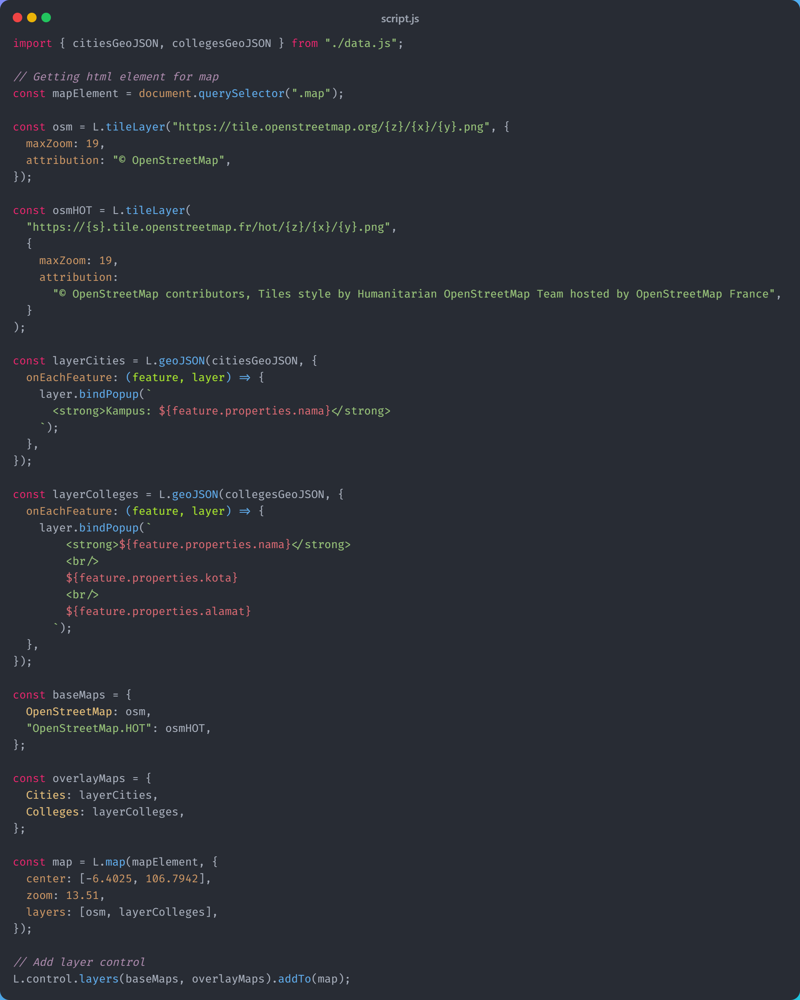 script.js
import { citiesGeoJSON, collegesGeoJSON } from "./data.js";

// Getting html element for map
const mapElement = document.querySelector(".map");

const osm = L.tileLayer("https://tile.openstreetmap.org/{z}/{x}/{y}.png", {
  maxZoom: 19,
  attribution: "© OpenStreetMap",
});

const osmHOT = L.tileLayer(
  "https://{s}.tile.openstreetmap.fr/hot/{z}/{x}/{y}.png",
  {
    maxZoom: 19,
    attribution:
      "© OpenStreetMap contributors, Tiles style by Humanitarian OpenStreetMap Team hosted by OpenStreetMap France",
  }
);

const layerCities = L.geoJSON(citiesGeoJSON, {
  onEachFeature: (feature, layer) => {
    layer.bindPopup(`
      <strong>Kampus: ${feature.properties.nama}</strong>
    `);
  },
});

const layerColleges = L.geoJSON(collegesGeoJSON, {
  onEachFeature: (feature, layer) => {
    layer.bindPopup(`
        <strong>${feature.properties.nama}</strong>
        <br/>
        ${feature.properties.kota}
        <br/>
        ${feature.properties.alamat}
      `);
  },
});

const baseMaps = {
  OpenStreetMap: osm,
  "OpenStreetMap.HOT": osmHOT,
};

const overlayMaps = {
  Cities: layerCities,
  Colleges: layerColleges,
};

const map = L.map(mapElement, {
  center: [-6.4025, 106.7942],
  zoom: 13.51,
  layers: [osm, layerColleges],
});

// Add layer control
L.control.layers(baseMaps, overlayMaps).addTo(map);